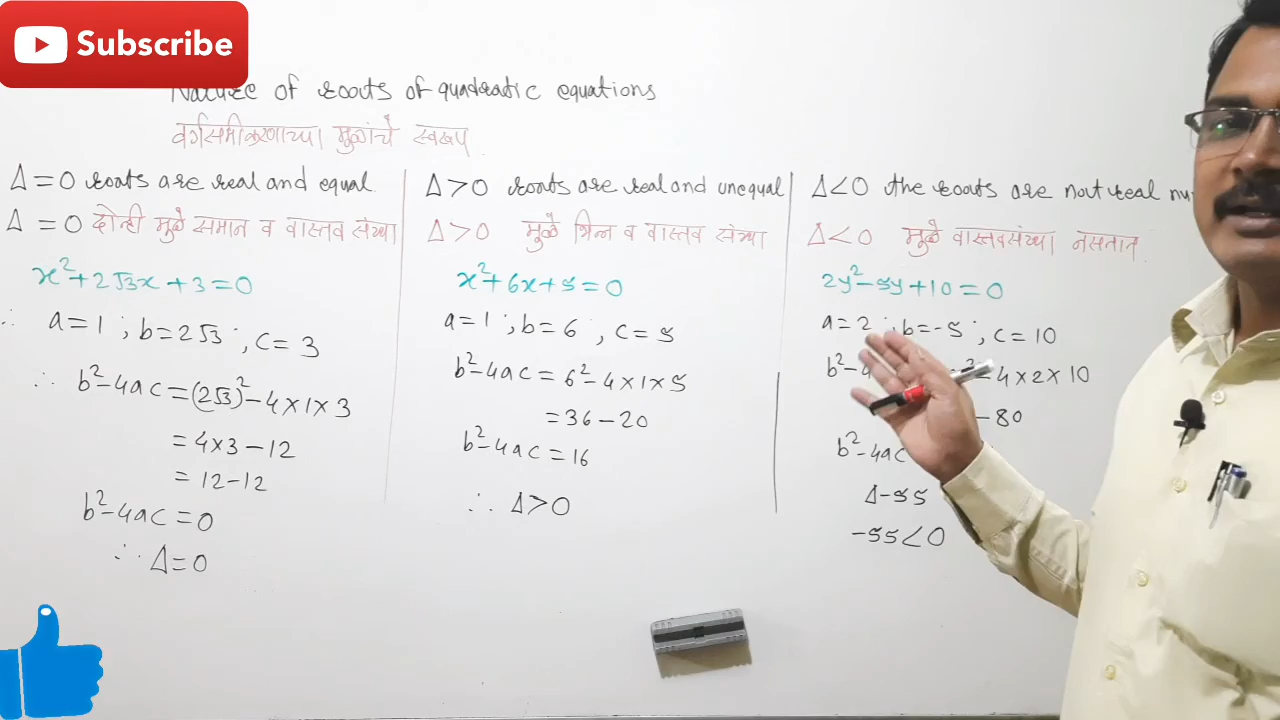 Subscribe
Nature of roots of quadratic equations
वर्गसमीकरणाच्या मुळांचे स्वरूप
Δ=0 roots are real and equal.
Δ=0 दोन्ही मुळे समान व वास्तव संख्या
x²+2√3x+3=0
∴ a=1 ; b=2√3 ; c=3
∴ b²-4ac=(2√3)²-4×1×3
=4×3-12
=12-12
b²-4ac=0
∴ Δ=0
Δ>0 roots are real and unequal
Δ>0 मुळे भिन्न व वास्तव संख्या
x²+6x+5=0
a=1 ; b=6 , c=5
b²-4ac=6²-4×1×5
=36-20
b²-4ac=16
∴ Δ>0
Δ<0 the roots are not real
Δ<0 मुळे वास्तवसंख्या नसतात
2y²-5y+10=0
a=2 ; b=-5 ; c=10
b²-4×2×10
-80
b²-4ac
Δ-55
-55<0